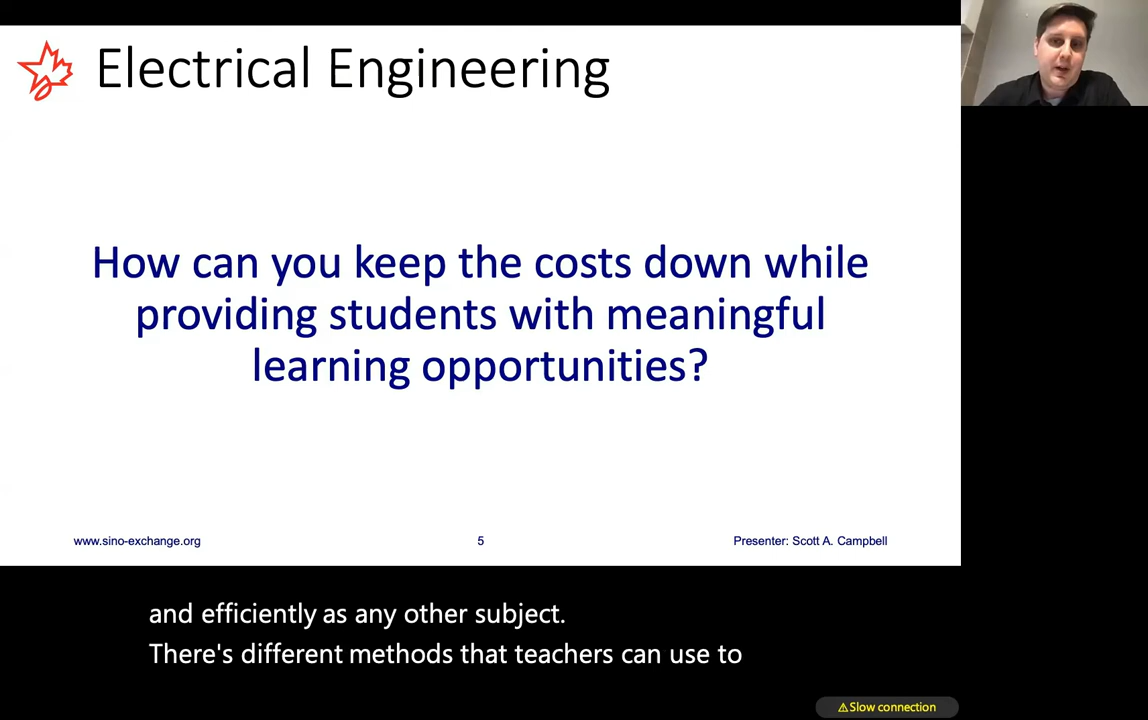 Electrical Engineering
How can you keep the costs down while
providing students with meaningful
learning opportunities?
www.sino-exchange.org
5
Presenter: Scott A. Campbell
and efficiently as any other subject.
There's different methods that teachers can use to
⚠Slow connection